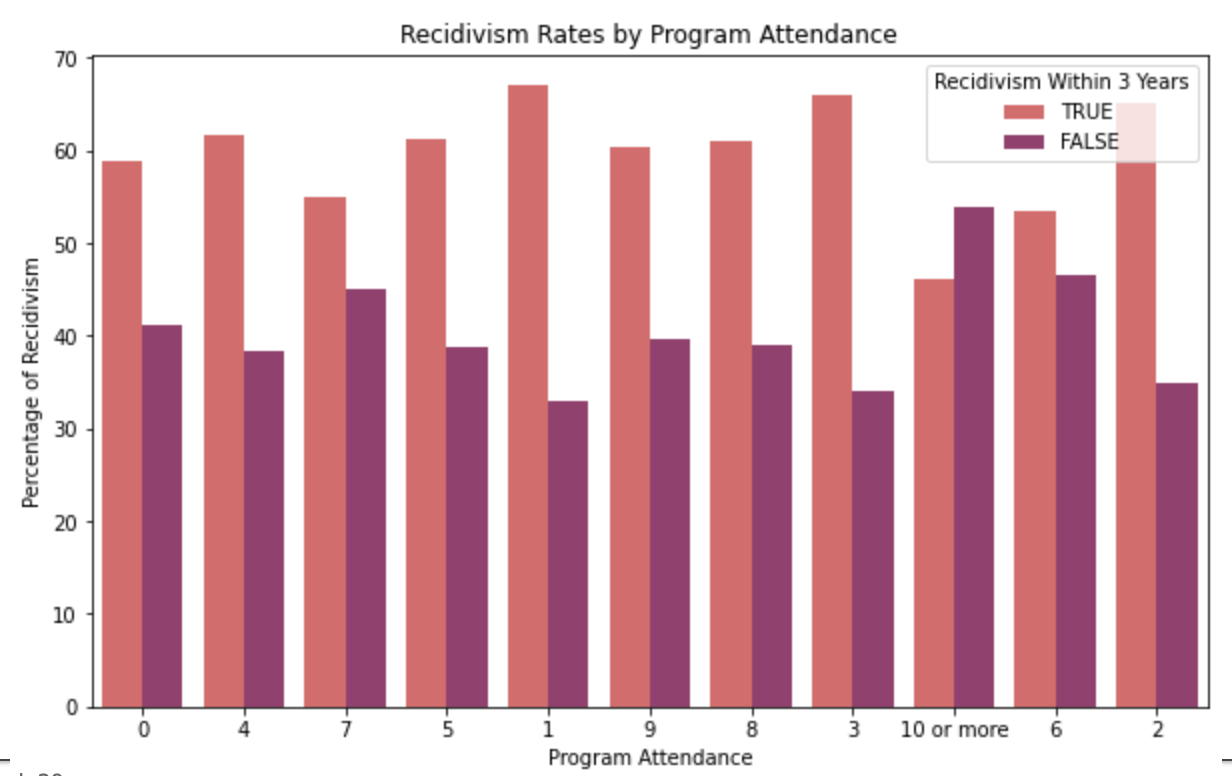 Recidivism Rates by Program Attendance
Recidivism Within 3 Years
TRUE
FALSE
70
60
50
40
30
20
10
0
Percentage of Recidivism
0 4 7 5 1 9 8 3 10 or more 6 2
Program Attendance